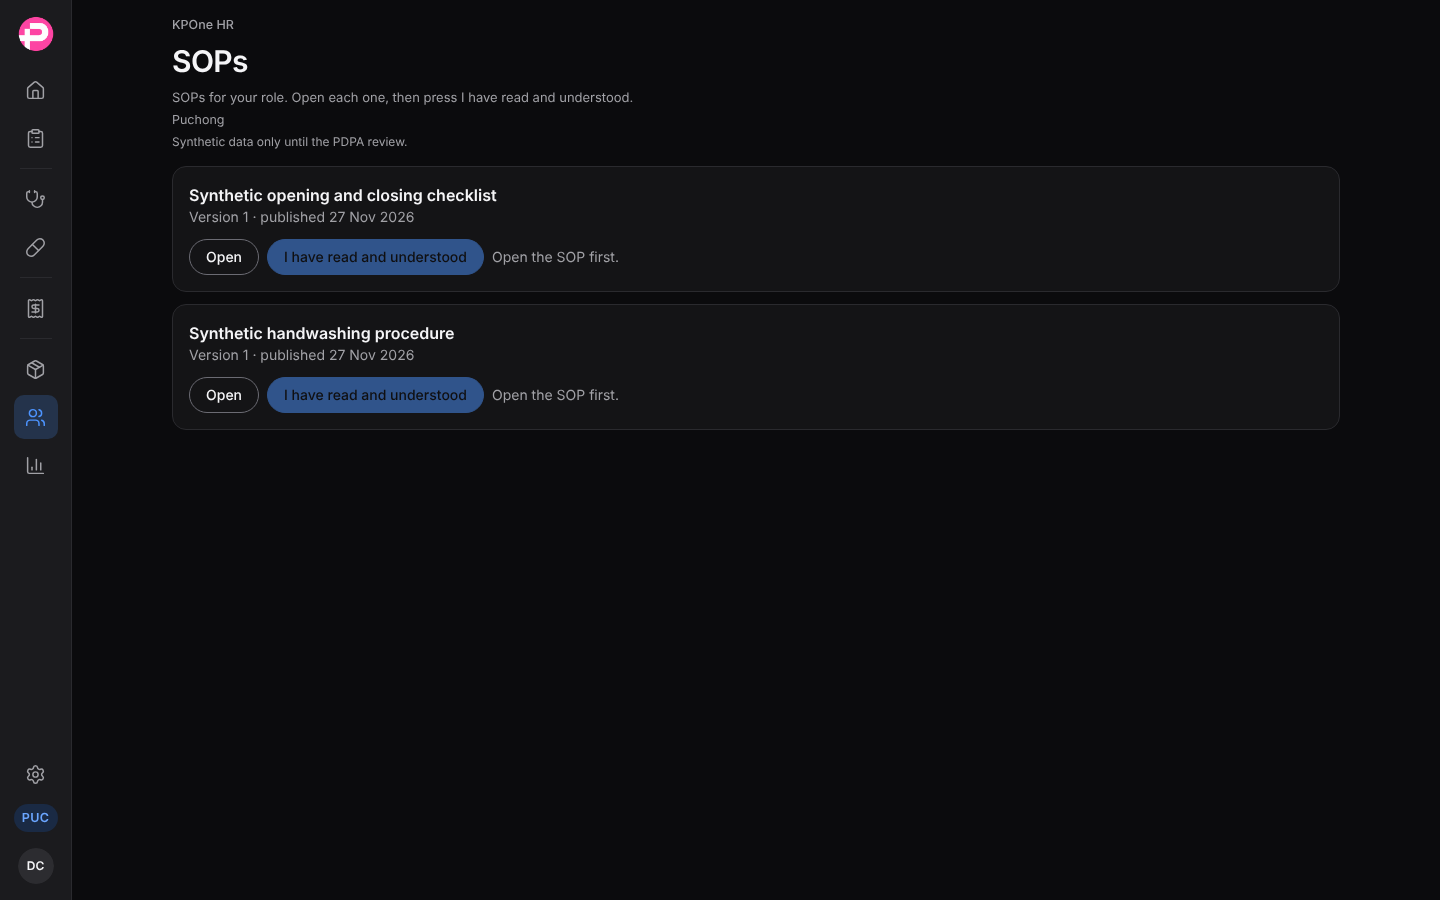 KPOne HR
SOPs
SOPs for your role. Open each one, then press I have read and understood.
Puchong
Synthetic data only until the PDPA review.
Synthetic opening and closing checklist
Version 1 · published 27 Nov 2026
Open I have read and understood Open the SOP first.
Synthetic handwashing procedure
Version 1 · published 27 Nov 2026
Open I have read and understood Open the SOP first.
PUC
DC